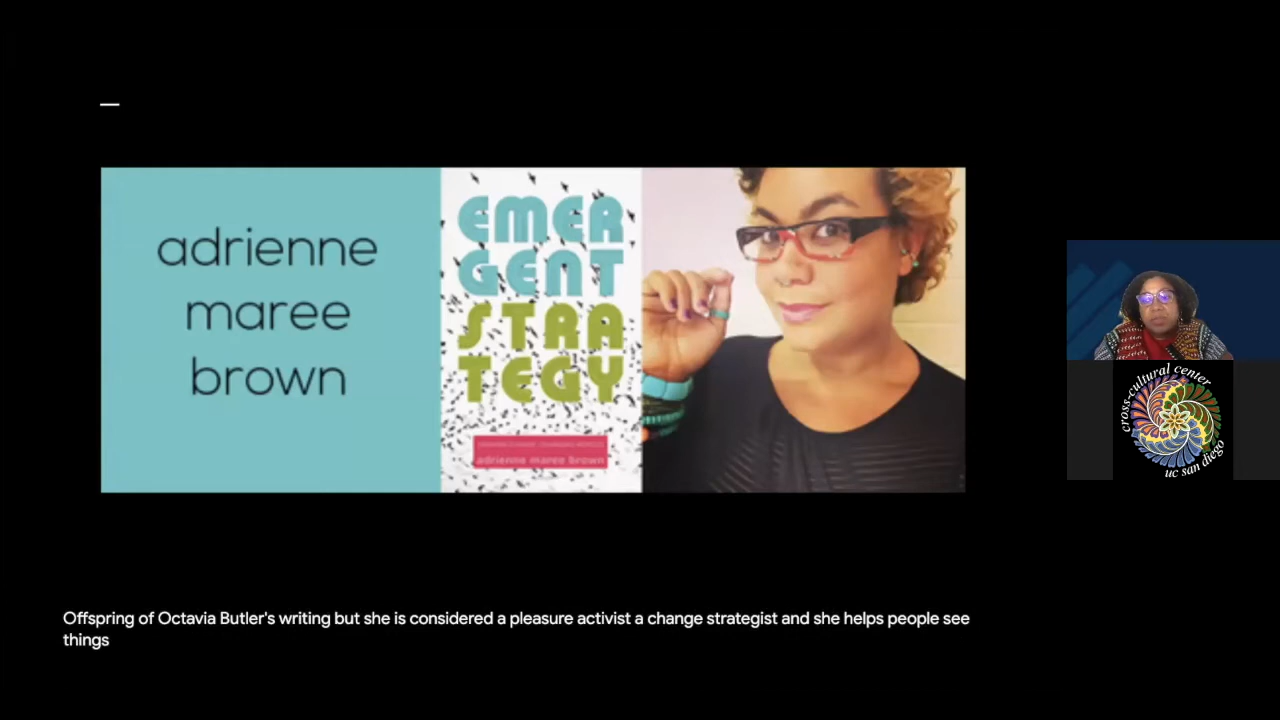 adrienne
maree
brown
EMER
GENT
STRA
TEGY
adrienne maree brown
cross-cultural center
uc san diego
Offspring of Octavia Butler's writing but she is considered a pleasure activist a change strategist and she helps people see
things